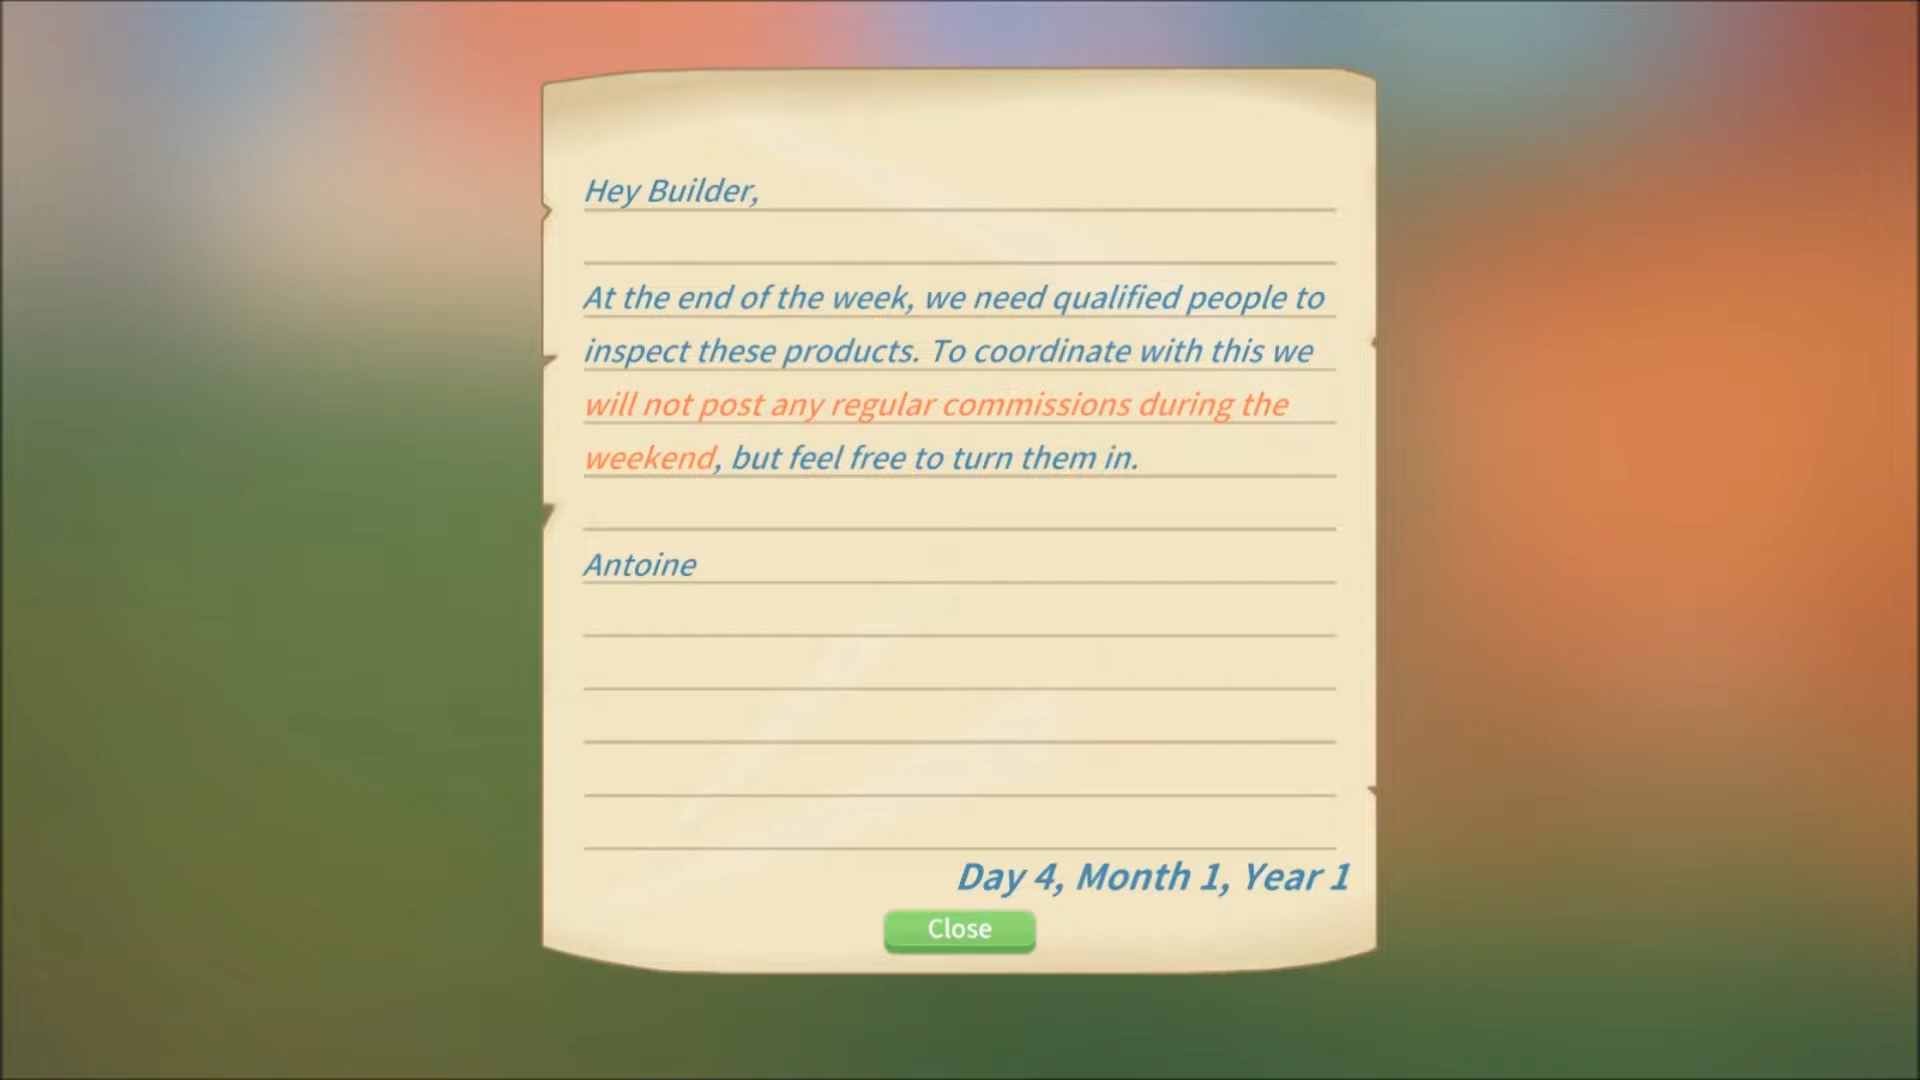 Hey Builder,
At the end of the week, we need qualified people to
inspect these products. To coordinate with this we
will not post any regular commissions during the
weekend, but feel free to turn them in.
Antoine
Day 4, Month 1, Year 1
Close